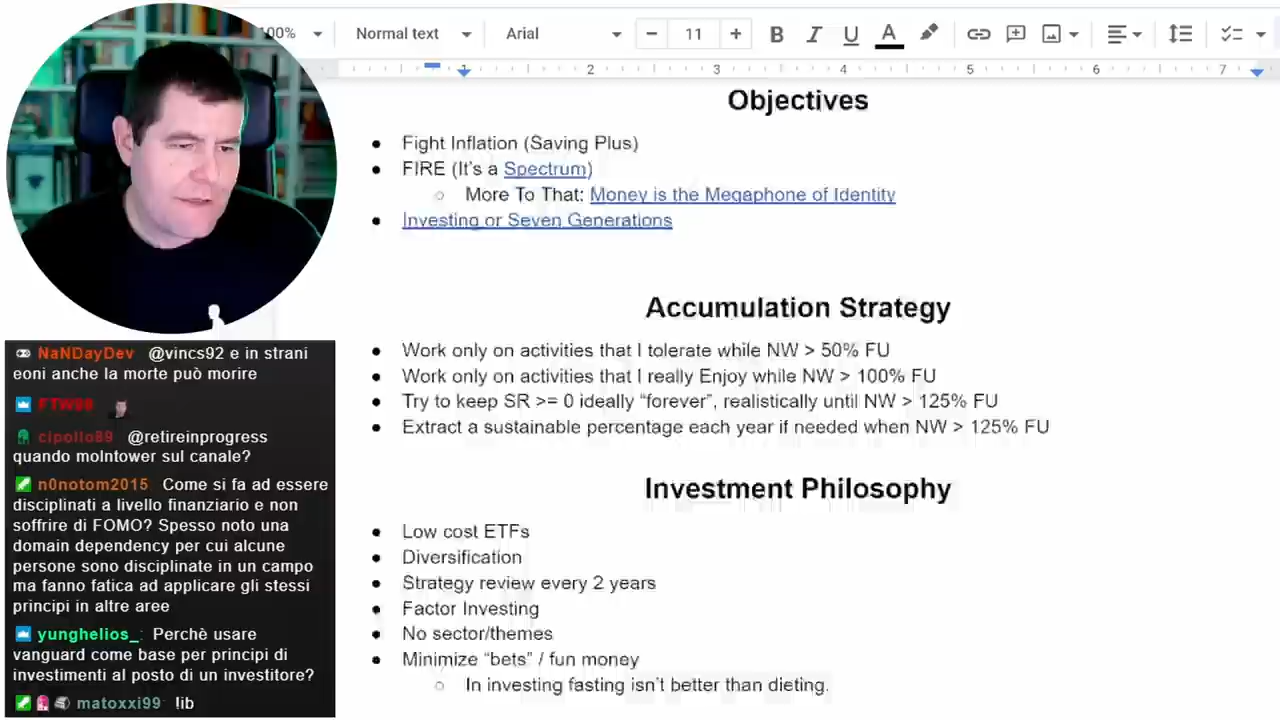 100%
Normal text
Arial
11
1 2 3 4 5 6 7
Objectives
Fight Inflation (Saving Plus)
FIRE (It's a Spectrum)
More To That: Money is the Megaphone of Identity
Investing or Seven Generations
Accumulation Strategy
Work only on activities that I tolerate while NW > 50% FU
Work only on activities that I really Enjoy while NW > 100% FU
Try to keep SR >= 0 ideally “forever”, realistically until NW > 125% FU
Extract a sustainable percentage each year if needed when NW > 125% FU
Investment Philosophy
Low cost ETFs
Diversification
Strategy review every 2 years
Factor Investing
No sector/themes
Minimize “bets” / fun money
In investing fasting isn't better than dieting.
NaNDayDev @vincs92 e in strani
eoni anche la morte può morire
cipollo89 @retireinprogress
quando molntower sul canale?
n0notom2015 Come si fa ad essere
disciplinati a livello finanziario e non
soffrire di FOMO? Spesso noto una
domain dependency per cui alcune
persone sono disciplinate in un campo
ma fanno fatica ad applicare gli stessi
principi in altre aree
yunghelios_: Perchè usare
vanguard come base per principi di
investimenti al posto di un investitore?
matoxxi99 !lib